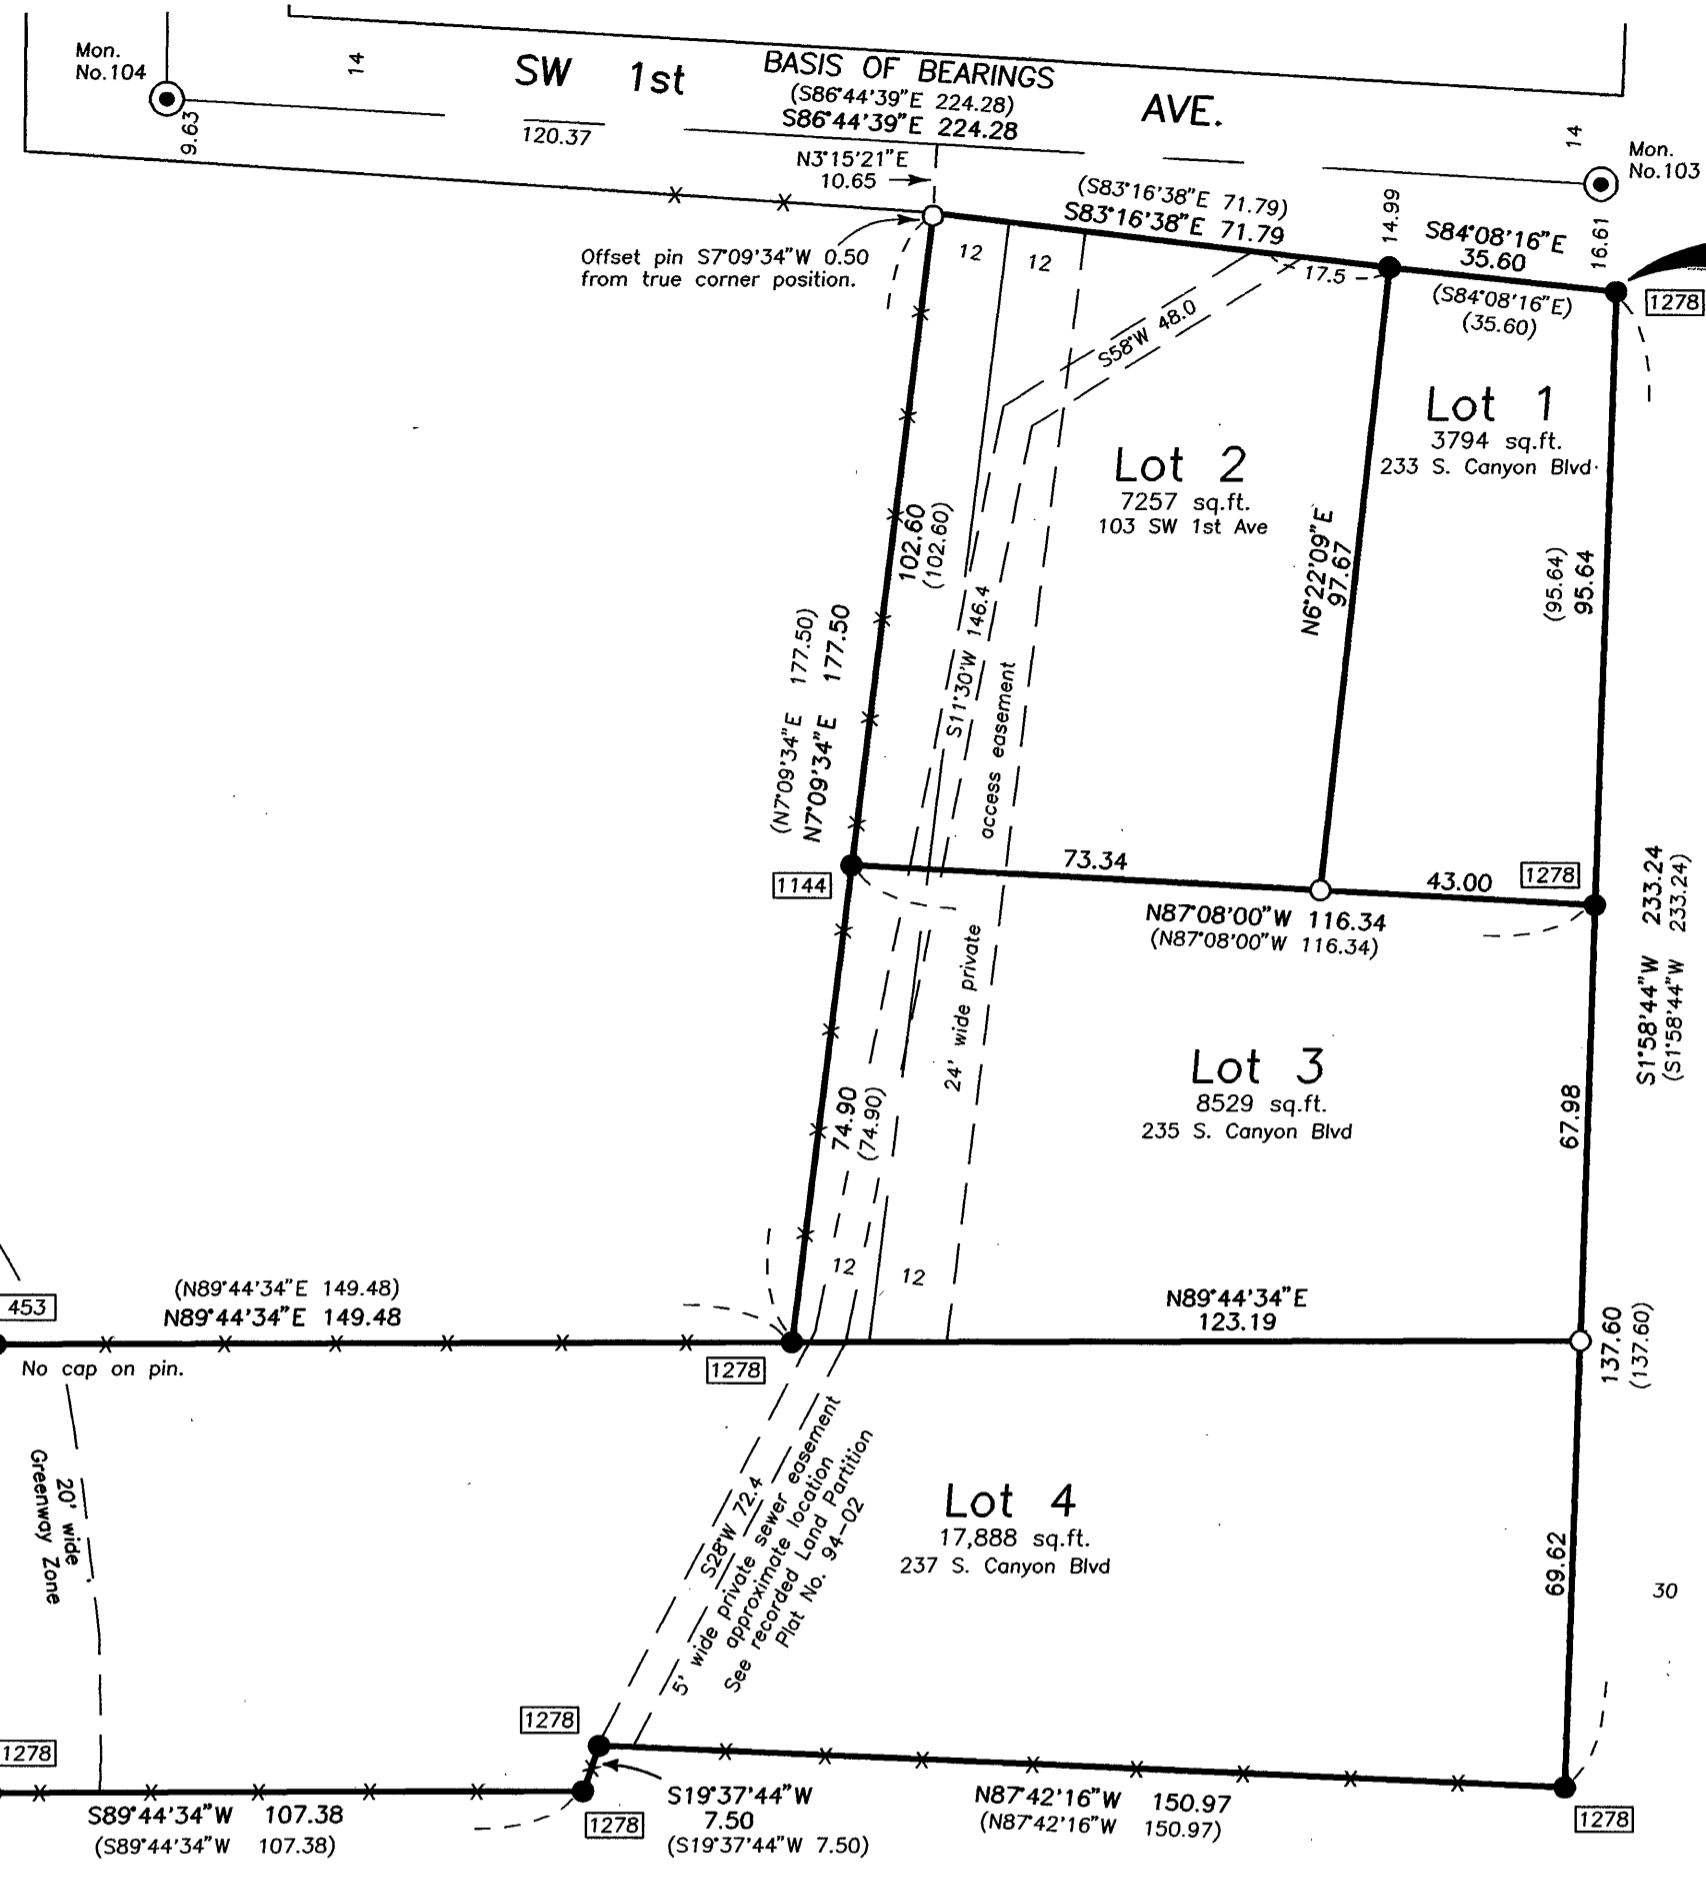 Mon.
No.104
14
9.63
SW 1st AVE.
BASIS OF BEARINGS
(S86°44'39"E 224.28)
S86°44'39"E 224.28
120.37
N3°15'21"E
10.65
14
Mon.
No.103
(S83°16'38"E 71.79)
S83°16'38"E 71.79
14.99
S84°08'16"E
35.60
16.61
(S84°08'16"E)
(35.60)
1278
Offset pin S7°09'34"W 0.50
from true corner position.
12
12
17.5
S58°W 48.0
Lot 1
3794 sq.ft.
233 S. Canyon Blvd
Lot 2
7257 sq.ft.
103 SW 1st Ave
102.60
(102.60)
N6°22'09"E
97.67
(95.64)
95.64
(N7°09'34"E 177.50)
N7°09'34"E 177.50
S11°30'W 146.4
24' wide private access easement
1144
73.34
43.00
1278
N87°08'00"W 116.34
(N87°08'00"W 116.34)
S1°58'44"W 233.24
(S1°58'44"W 233.24)
Lot 3
8529 sq.ft.
235 S. Canyon Blvd
74.90
(74.90)
67.98
12
12
(N89°44'34"E 149.48)
N89°44'34"E 149.48
453
No cap on pin.
N89°44'34"E
123.19
137.60
(137.60)
1278
20' wide
Greenway Zone
S28°W 72.4
5' wide private sewer easement
approximate location
See recorded Land Partition
Plat No. 94-02
Lot 4
17,888 sq.ft.
237 S. Canyon Blvd
69.62
30
1278
1278
S89°44'34"W 107.38
(S89°44'34"W 107.38)
1278
S19°37'44"W
7.50
(S19°37'44"W 7.50)
N87°42'16"W 150.97
(N87°42'16"W 150.97)
1278